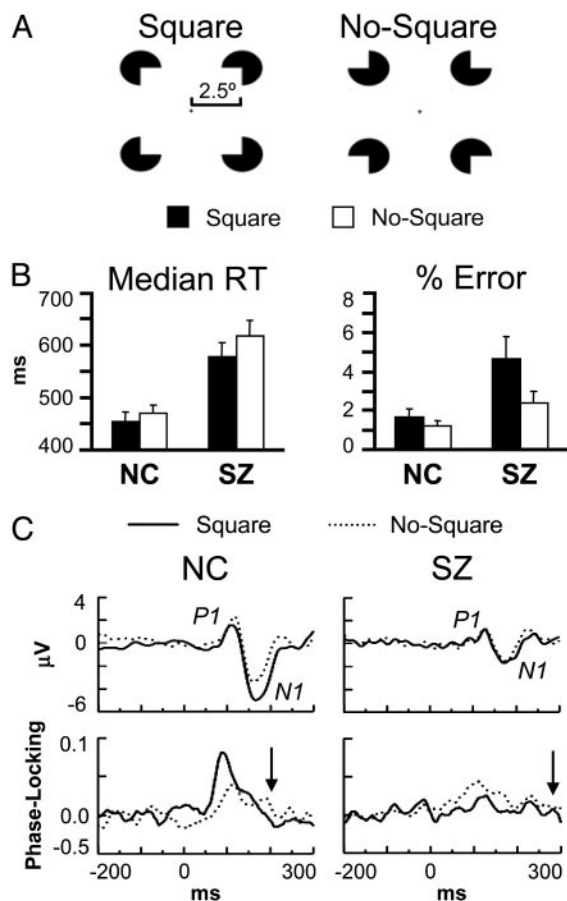 A Square No-Square
2.5º
Square No-Square
B Median RT % Error
700 8
600 6
ms
500 4
2
400 0
NC SZ NC SZ
Square No-Square
C NC SZ
4
P1 P1
µV 0
N1 N1
-6
0.1
Phase-Locking
0.0
-0.5
-200 0 300 -200 0 300
ms ms